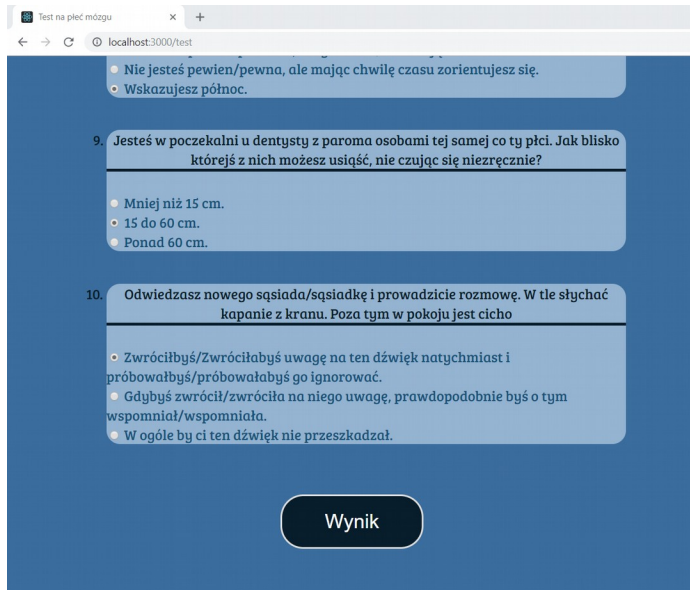 Test na płeć mózgu
localhost:3000/test
Nie jesteś pewien/pewna, ale mając chwilę czasu zorientujesz się.
Wskazujesz północ.
9. Jesteś w poczekalni u dentysty z paroma osobami tej samej co ty płci. Jak blisko
którejś z nich możesz usiąść, nie czując się niezręcznie?
Mniej niż 15 cm.
15 do 60 cm.
Ponad 60 cm.
10. Odwiedzasz nowego sąsiada/sąsiadkę i prowadzicie rozmowę. W tle słychać
kapanie z kranu. Poza tym w pokoju jest cicho
Zwróciłbyś/Zwróciłabyś uwagę na ten dźwięk natychmiast i
próbowałbyś/próbowałabyś go ignorować.
Gdybyś zwrócił/zwróciła na niego uwagę, prawdopodobnie byś o tym
wspomniał/wspomniała.
W ogóle by ci ten dźwięk nie przeszkadzał.
Wynik